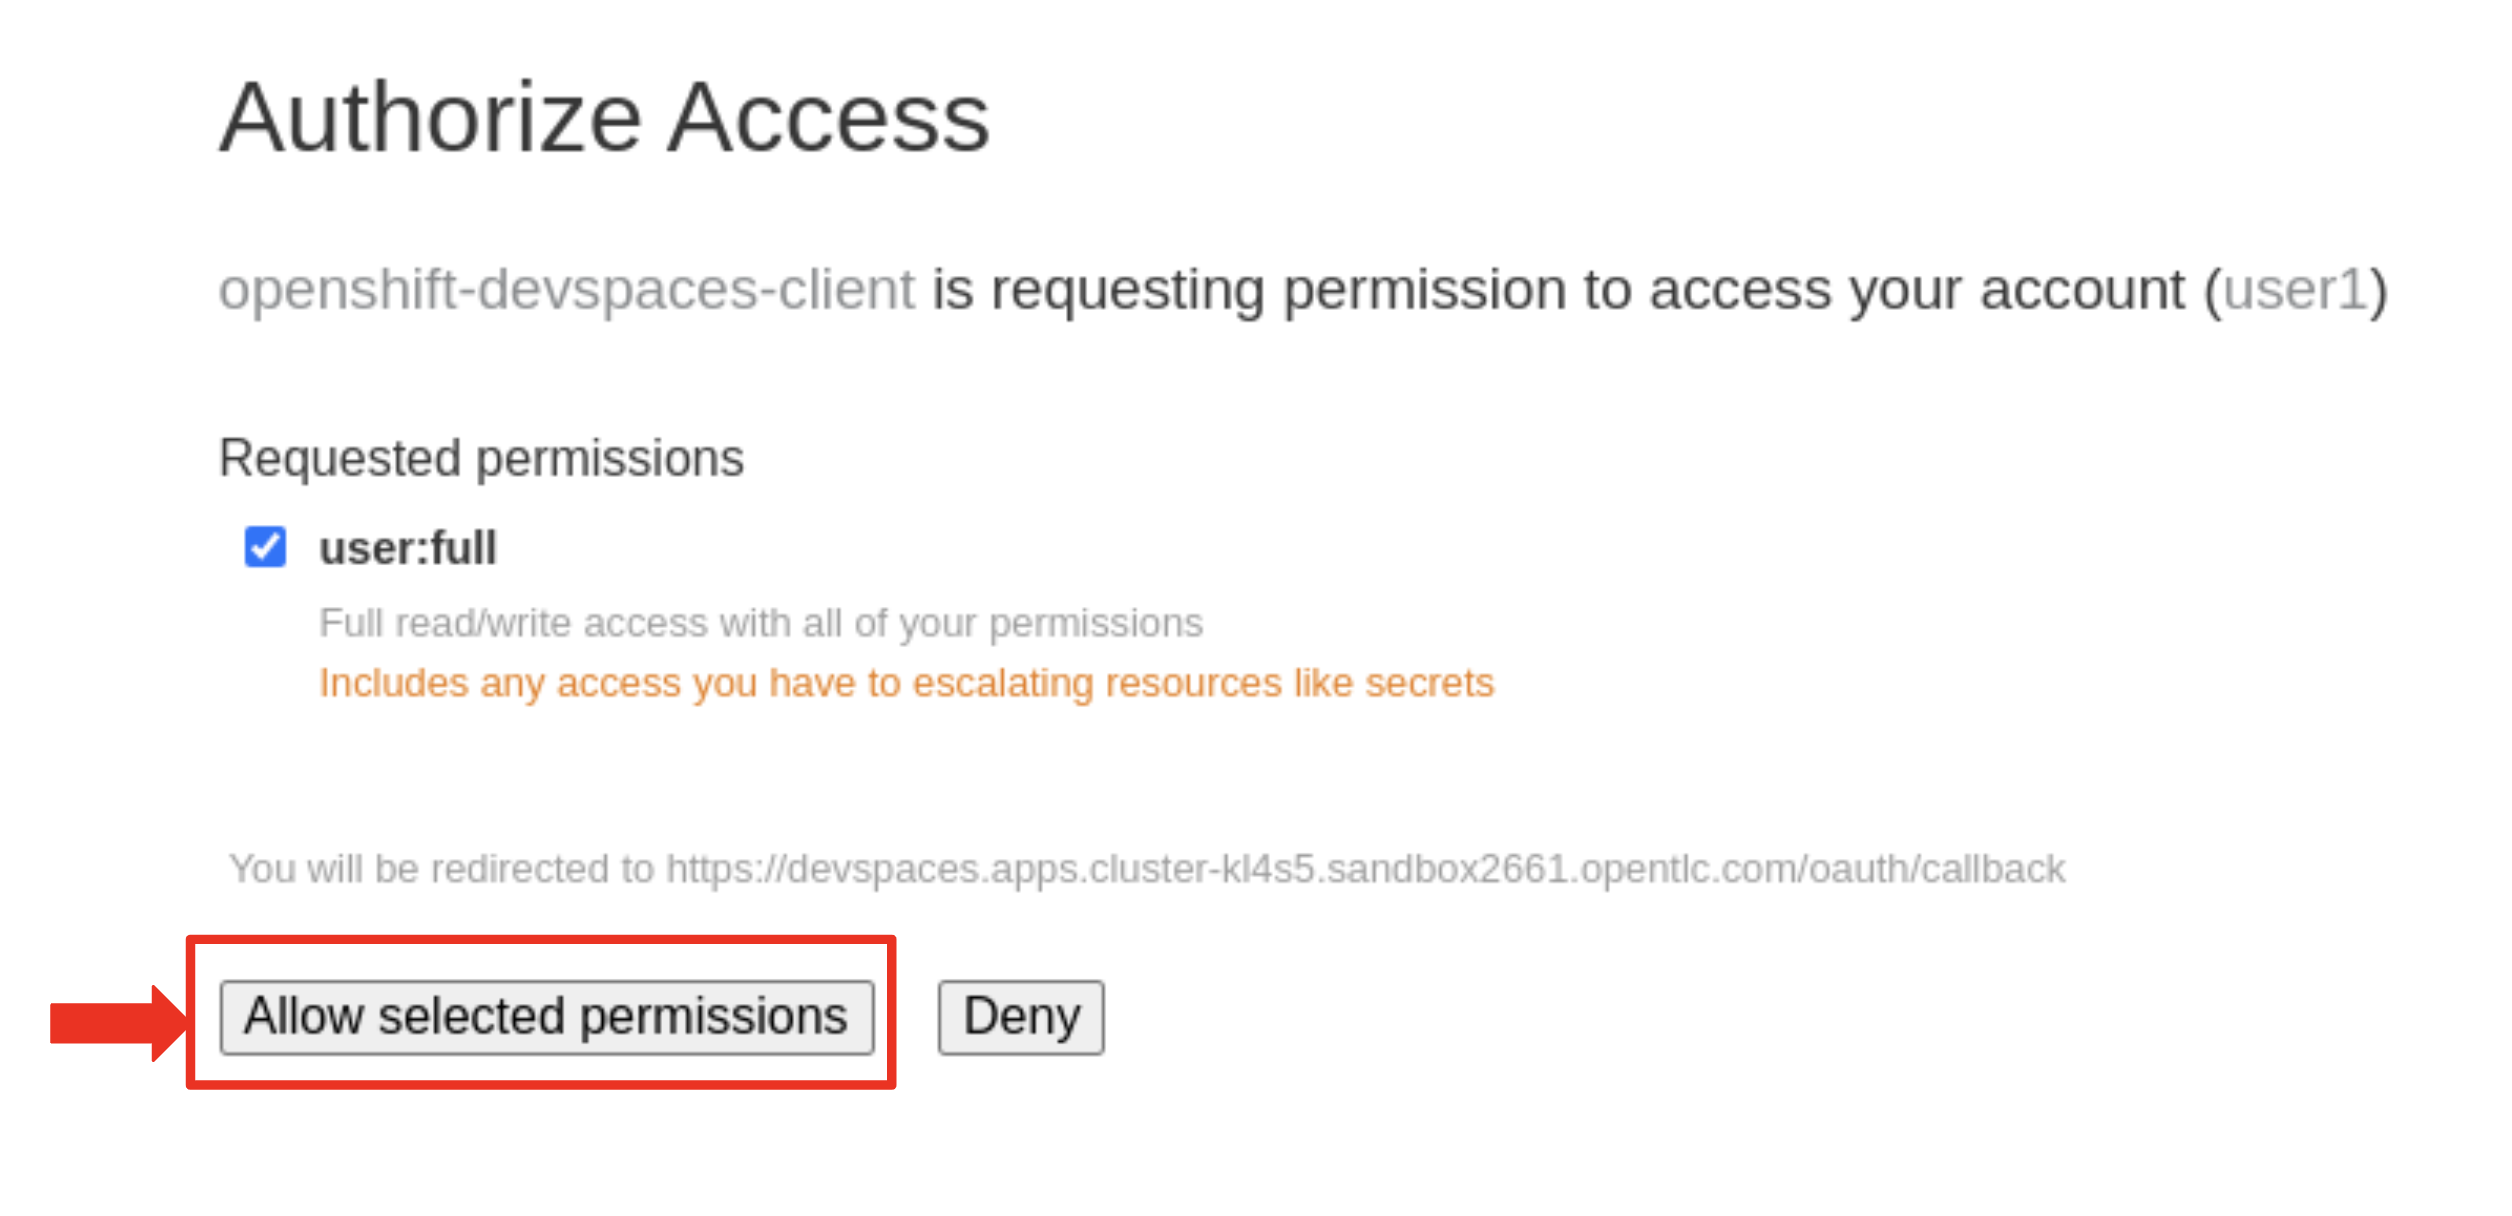 Authorize Access
openshift-devspaces-client is requesting permission to access your account (user1)
Requested permissions
user:full
Full read/write access with all of your permissions
Includes any access you have to escalating resources like secrets
You will be redirected to https://devspaces.apps.cluster-kl4s5.sandbox2661.opentlc.com/oauth/callback
Allow selected permissions Deny